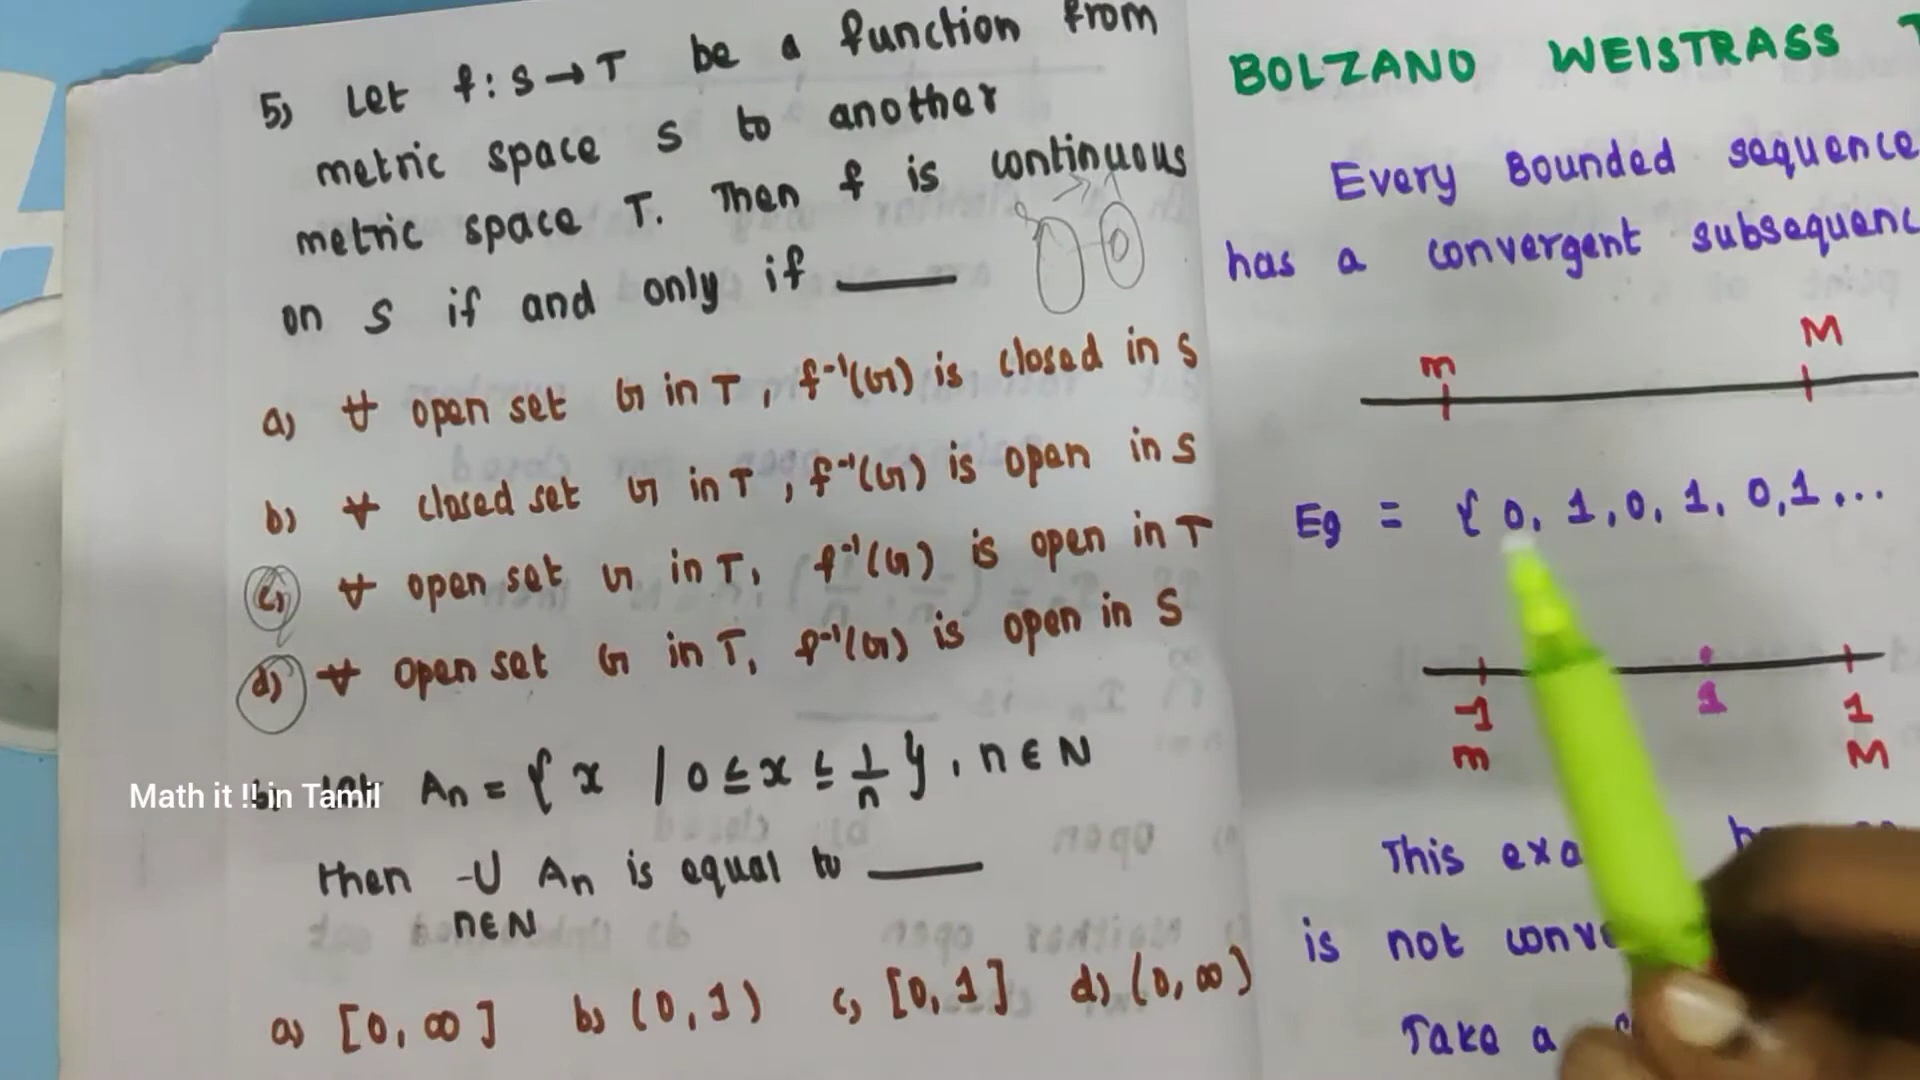 5) Let f: S → T be a function from
metric space S to another
metric space T. Then f is continuous
on S if and only if ____
a) ∀ open set G in T, f⁻¹(G) is closed in S
b) ∀ closed set G in T, f⁻¹(G) is open in S
c) ∀ open set G in T, f⁻¹(G) is open in T
d) ∀ open set G in T, f⁻¹(G) is open in S
Let An = { x / 0 ≤ x ≤ 1/n }, n ∈ N
then ∪ An is equal to ____
n∈N
a) [0, ∞] b) (0, 1) c) [0, 1] d) (0, ∞)
Math it !! in Tamil
BOLZANO WEISTRASS
Every Bounded sequence
has a convergent subsequenc
m M
Eg = { 0, 1, 0, 1, 0, 1, ...
-1 1 1
m M
This exa
is not conve
Take a